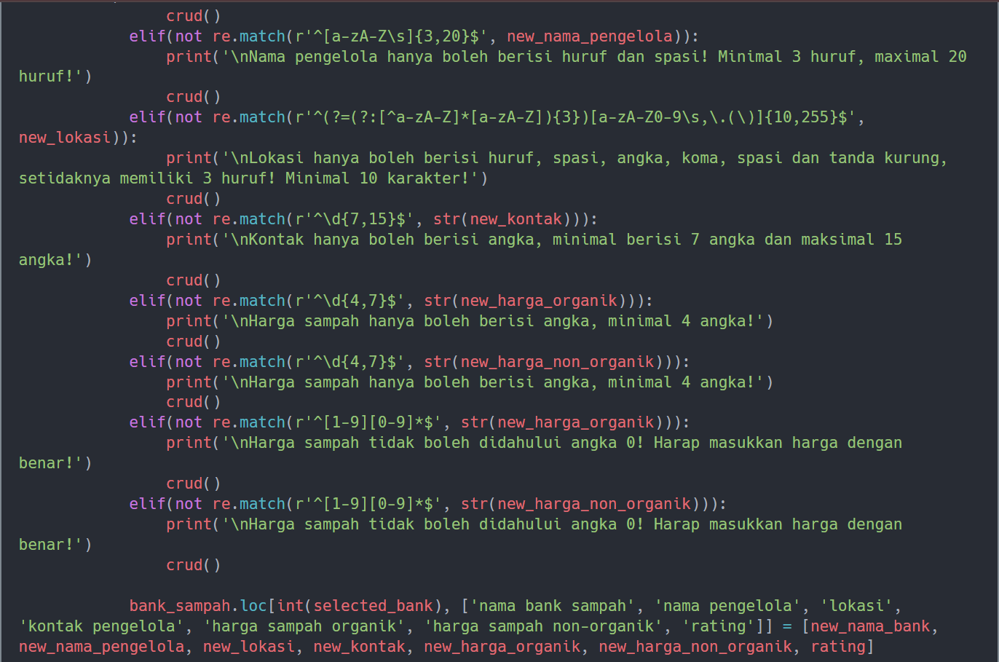 crud()
elif(not re.match(r'^[a-zA-Z\s]{3,20}$', new_nama_pengelola)):
print('\nNama pengelola hanya boleh berisi huruf dan spasi! Minimal 3 huruf, maximal 20
huruf!')
crud()
elif(not re.match(r'^(?=(?:[^a-zA-Z]*[a-zA-Z]){3})[a-zA-Z0-9\s,\.(\)]{10,255}$',
new_lokasi)):
print('\nLokasi hanya boleh berisi huruf, spasi, angka, koma, spasi dan tanda kurung,
setidaknya memiliki 3 huruf! Minimal 10 karakter!')
crud()
elif(not re.match(r'^\d{7,15}$', str(new_kontak))):
print('\nKontak hanya boleh berisi angka, minimal berisi 7 angka dan maksimal 15
angka!')
crud()
elif(not re.match(r'^\d{4,7}$', str(new_harga_organik))):
print('\nHarga sampah hanya boleh berisi angka, minimal 4 angka!')
crud()
elif(not re.match(r'^\d{4,7}$', str(new_harga_non_organik))):
print('\nHarga sampah hanya boleh berisi angka, minimal 4 angka!')
crud()
elif(not re.match(r'^[1-9][0-9]*$', str(new_harga_organik))):
print('\nHarga sampah tidak boleh didahului angka 0! Harap masukkan harga dengan
benar!')
crud()
elif(not re.match(r'^[1-9][0-9]*$', str(new_harga_non_organik))):
print('\nHarga sampah tidak boleh didahului angka 0! Harap masukkan harga dengan
benar!')
crud()
bank_sampah.loc[int(selected_bank), ['nama bank sampah', 'nama pengelola', 'lokasi',
'kontak pengelola', 'harga sampah organik', 'harga sampah non-organik', 'rating']] = [new_nama_bank,
new_nama_pengelola, new_lokasi, new_kontak, new_harga_organik, new_harga_non_organik, rating]